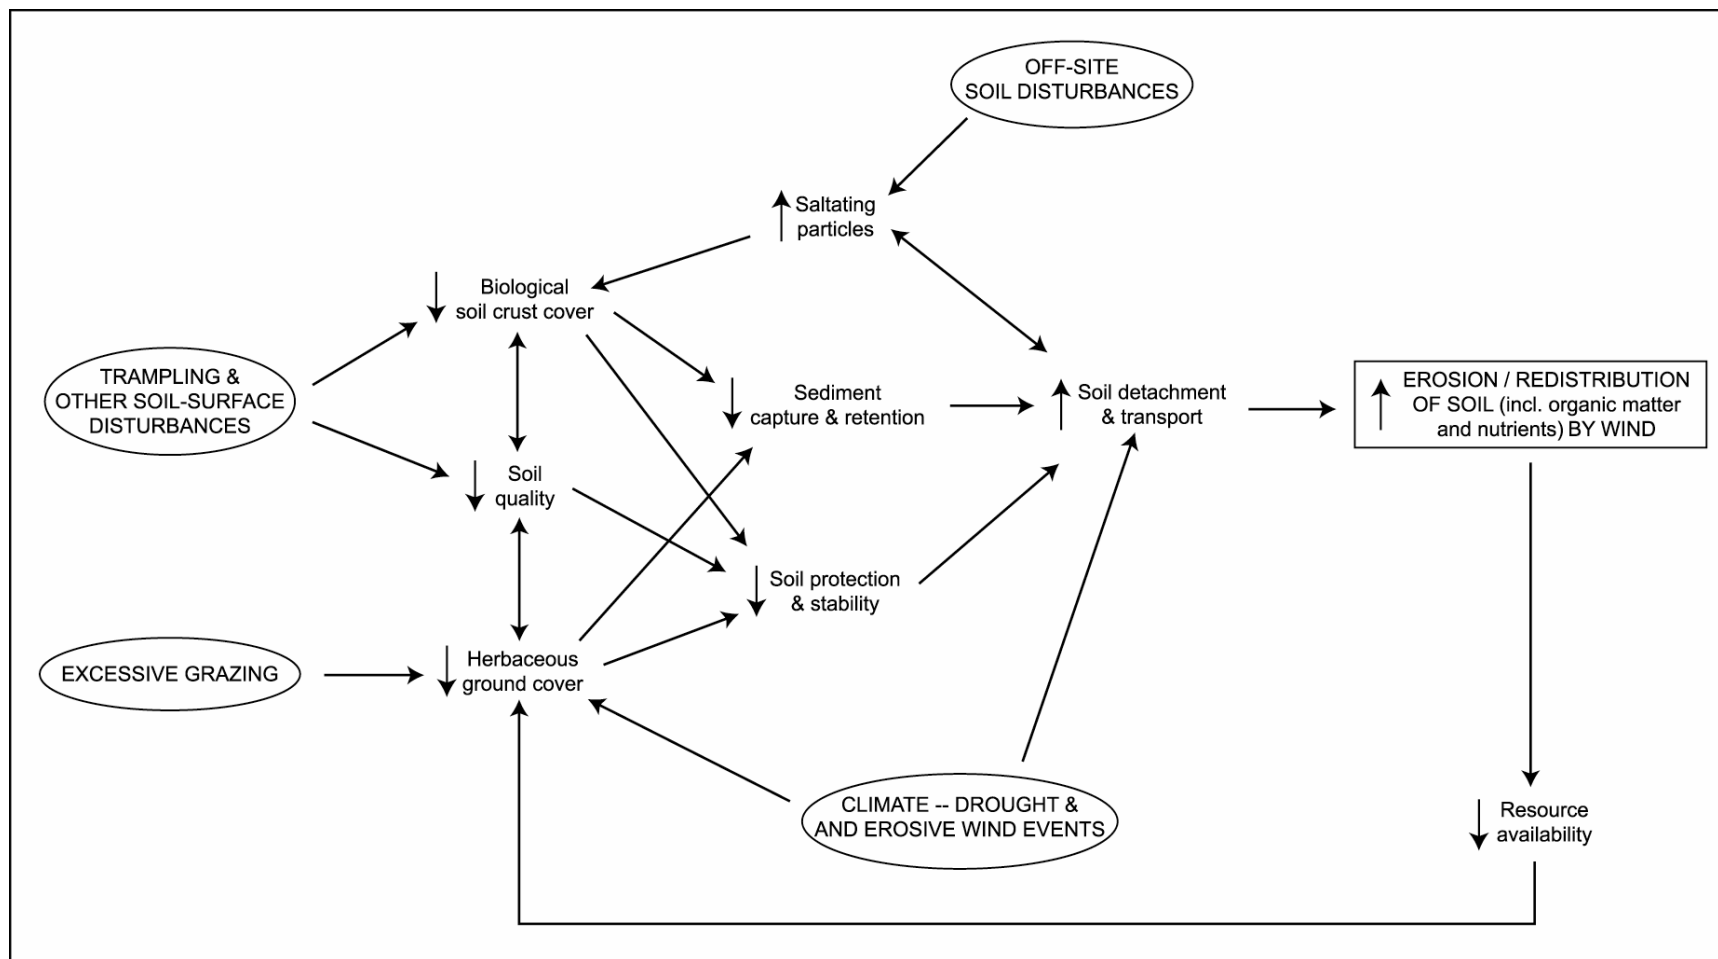 OFF-SITE
SOIL DISTURBANCES
Saltating
particles
Biological
soil crust cover
TRAMPLING &
OTHER SOIL-SURFACE
DISTURBANCES
Sediment
capture & retention
Soil detachment
& transport
EROSION / REDISTRIBUTION
OF SOIL (incl. organic matter
and nutrients) BY WIND
Soil
quality
Soil protection
& stability
Herbaceous
ground cover
EXCESSIVE GRAZING
CLIMATE -- DROUGHT &
AND EROSIVE WIND EVENTS
Resource
availability